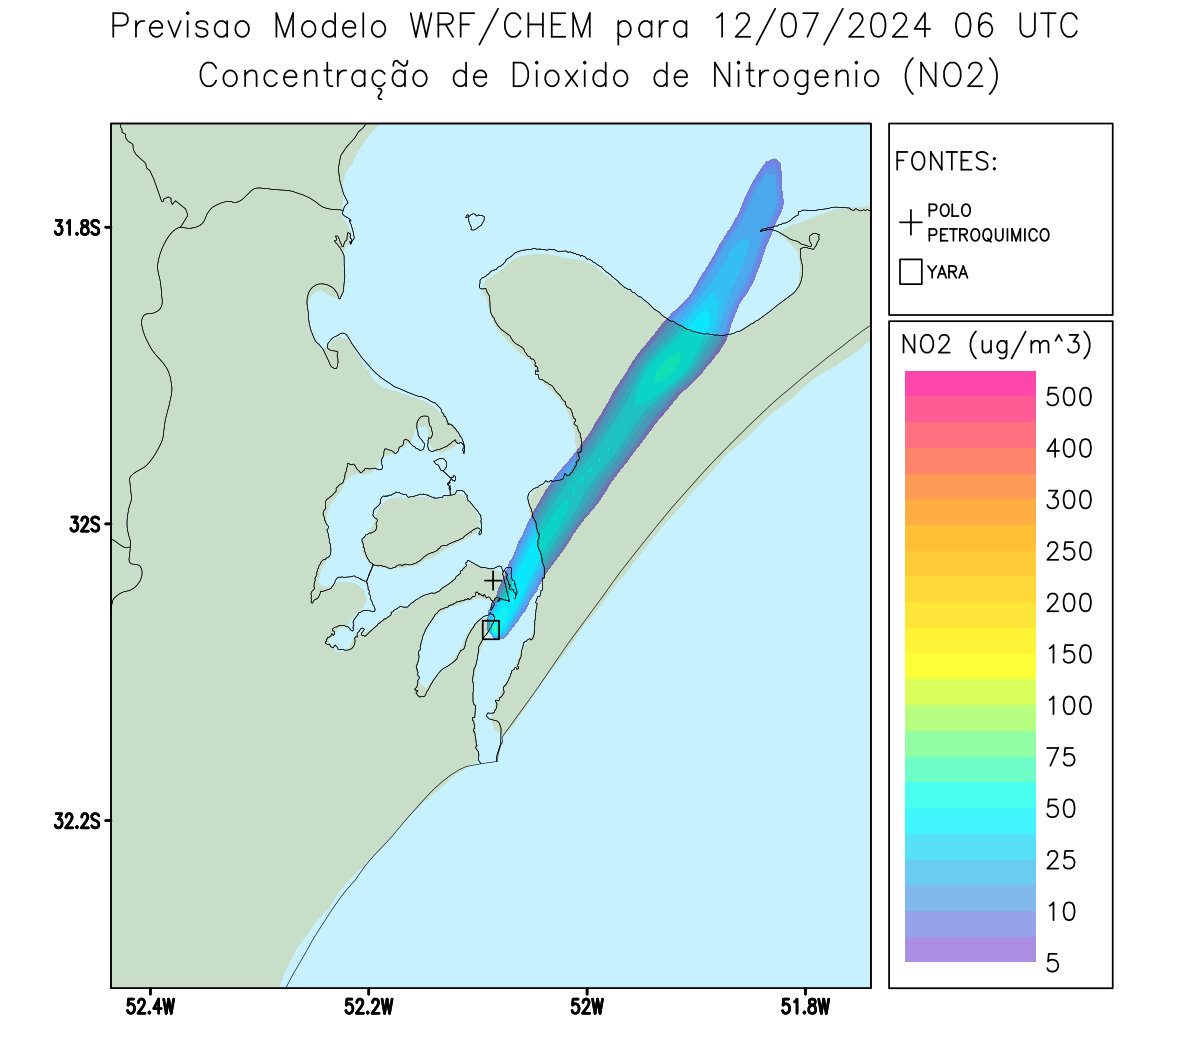 Previsao Modelo WRF/CHEM para 12/07/2024 06 UTC
Concentração de Dioxido de Nitrogenio (NO2)
FONTES:
POLO
PETROQUIMICO
YARA
NO2 (ug/m^3)
500
400
300
250
200
150
100
75
50
25
10
5
31.8S
32S
32.2S
52.4W
52.2W
52W
51.8W